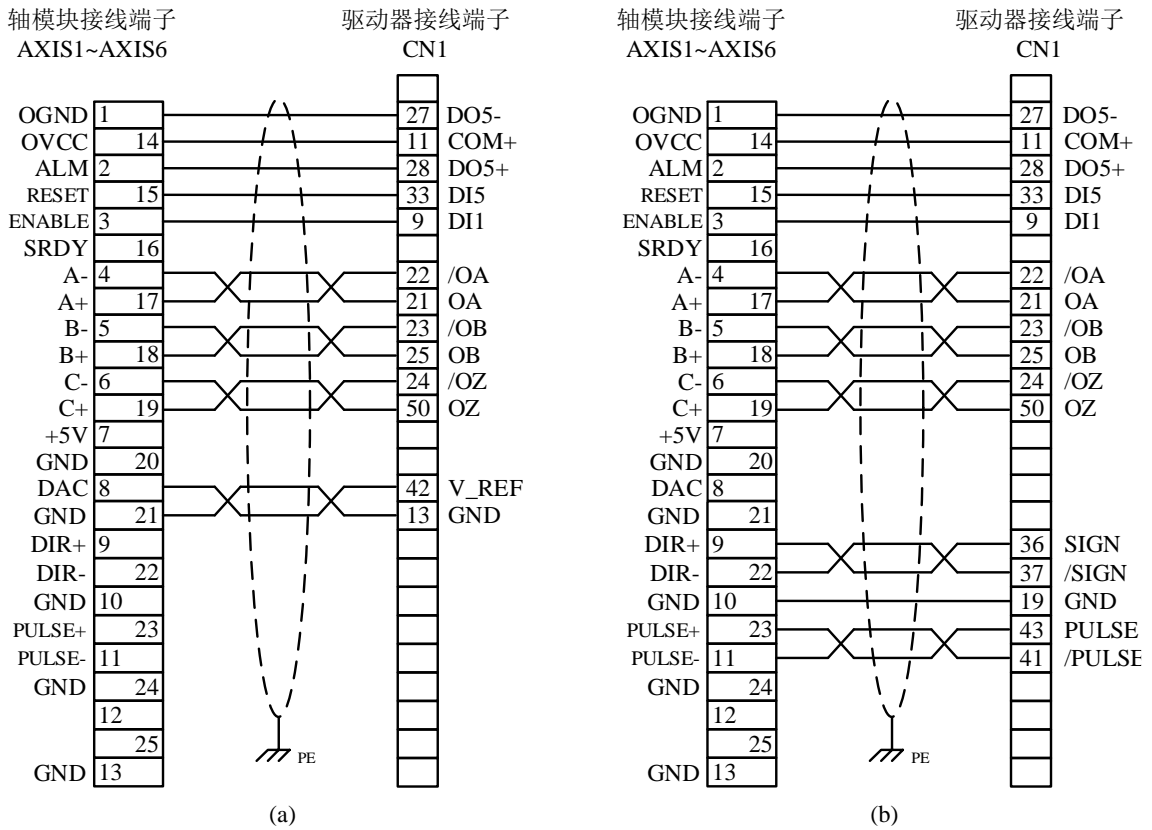 轴模块接线端子 驱动器接线端子
AXIS1~AXIS6 CN1
OGND 1 27 DO5-
OVCC 14 11 COM+
ALM 2 28 DO5+
RESET 15 33 DI5
ENABLE 3 9 DI1
SRDY 16
A- 4 22 /OA
A+ 17 21 OA
B- 5 23 /OB
B+ 18 25 OB
C- 6 24 /OZ
C+ 19 50 OZ
+5V 7
GND 20
DAC 8 42 V_REF
GND 21 13 GND
DIR+ 9
DIR- 22
GND 10
PULSE+ 23
PULSE- 11
GND 24
12
25
GND 13
PE
(a)
轴模块接线端子 驱动器接线端子
AXIS1~AXIS6 CN1
OGND 1 27 DO5-
OVCC 14 11 COM+
ALM 2 28 DO5+
RESET 15 33 DI5
ENABLE 3 9 DI1
SRDY 16
A- 4 22 /OA
A+ 17 21 OA
B- 5 23 /OB
B+ 18 25 OB
C- 6 24 /OZ
C+ 19 50 OZ
+5V 7
GND 20
DAC 8
GND 21
DIR+ 9 36 SIGN
DIR- 22 37 /SIGN
GND 10 19 GND
PULSE+ 23 43 PULSE
PULSE- 11 41 /PULSE
GND 24
12
25
GND 13
PE
(b)